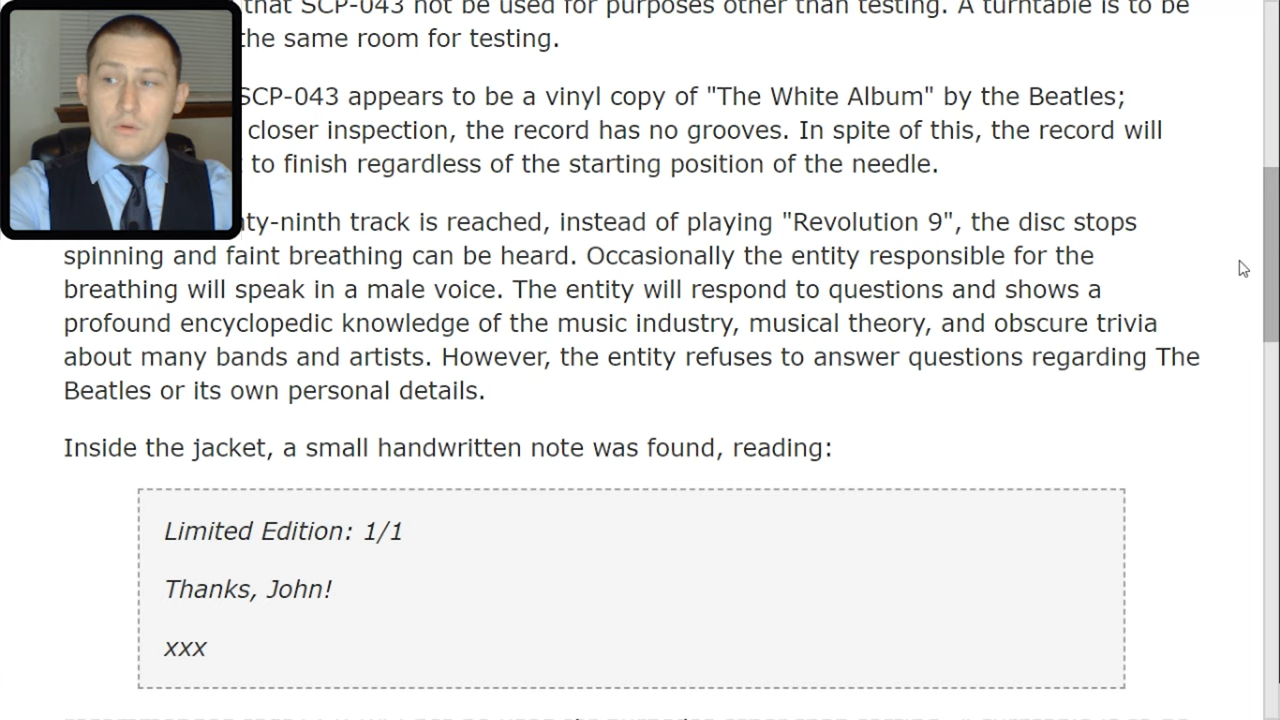 that SCP-043 not be used for purposes other than testing. A turntable is to be
the same room for testing.
SCP-043 appears to be a vinyl copy of "The White Album" by the Beatles;
closer inspection, the record has no grooves. In spite of this, the record will
to finish regardless of the starting position of the needle.
ty-ninth track is reached, instead of playing "Revolution 9", the disc stops
spinning and faint breathing can be heard. Occasionally the entity responsible for the
breathing will speak in a male voice. The entity will respond to questions and shows a
profound encyclopedic knowledge of the music industry, musical theory, and obscure trivia
about many bands and artists. However, the entity refuses to answer questions regarding The
Beatles or its own personal details.
Inside the jacket, a small handwritten note was found, reading:
Limited Edition: 1/1
Thanks, John!
xxx